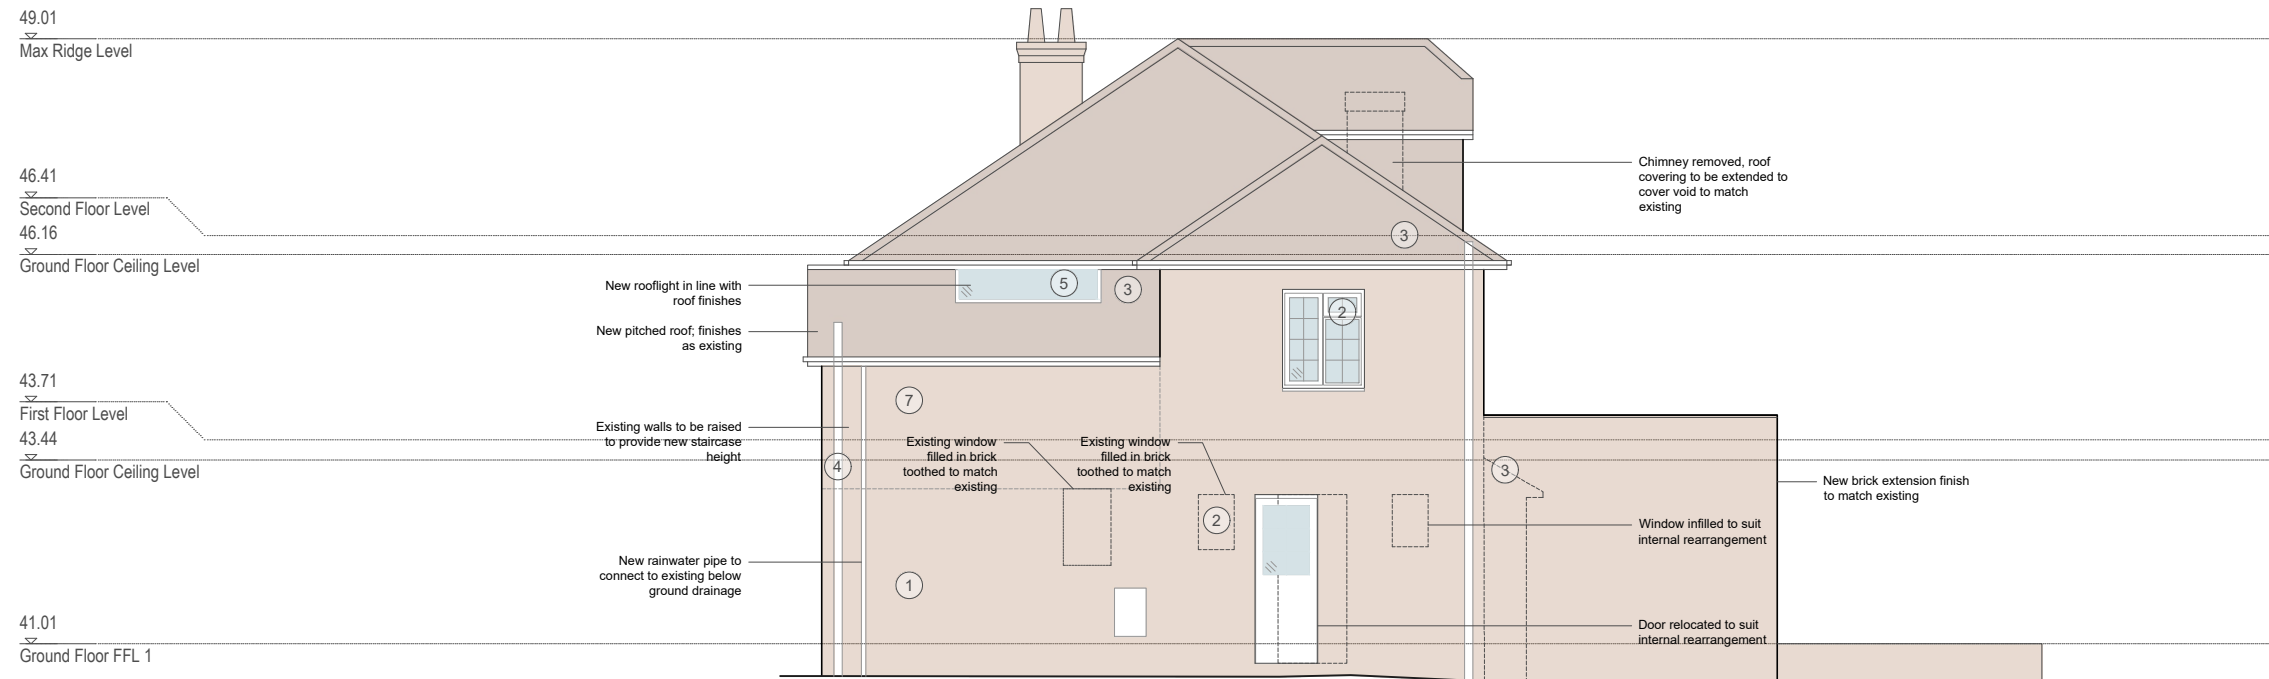 49.01
Max Ridge Level
46.41
Second Floor Level
46.16
Ground Floor Ceiling Level
43.71
First Floor Level
43.44
Ground Floor Ceiling Level
41.01
Ground Floor FFL 1
New rooflight in line with
roof finishes
New pitched roof; finishes
as existing
Existing walls to be raised
to provide new staircase
height
New rainwater pipe to
connect to existing below
ground drainage
Existing window
filled in brick
toothed to match
existing
Existing window
filled in brick
toothed to match
existing
3
5
3
2
7
4
3
2
1
Chimney removed, roof
covering to be extended to
cover void to match
existing
New brick extension finish
to match existing
Window infilled to suit
internal rearrangement
Door relocated to suit
internal rearrangement